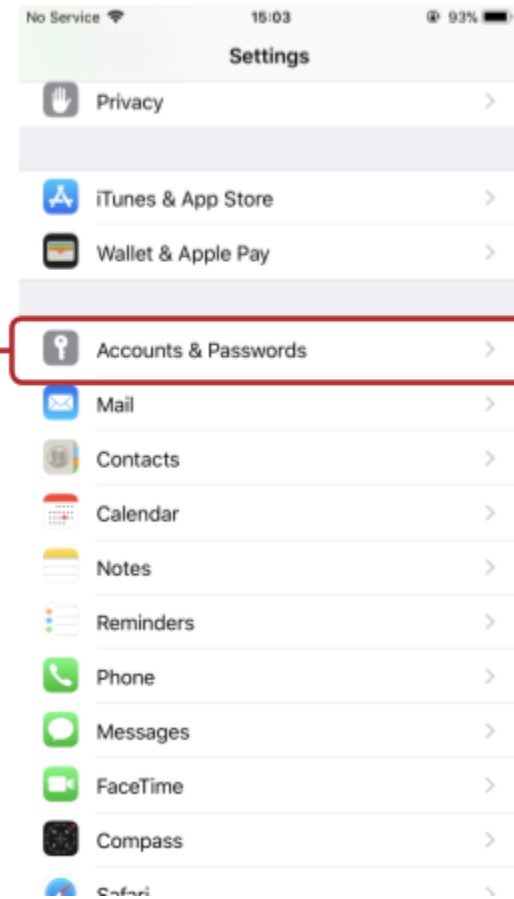 No Service 15:03 93%
Settings
Privacy
iTunes & App Store
Wallet & Apple Pay
Accounts & Passwords
Mail
Contacts
Calendar
Notes
Reminders
Phone
Messages
FaceTime
Compass
Safari